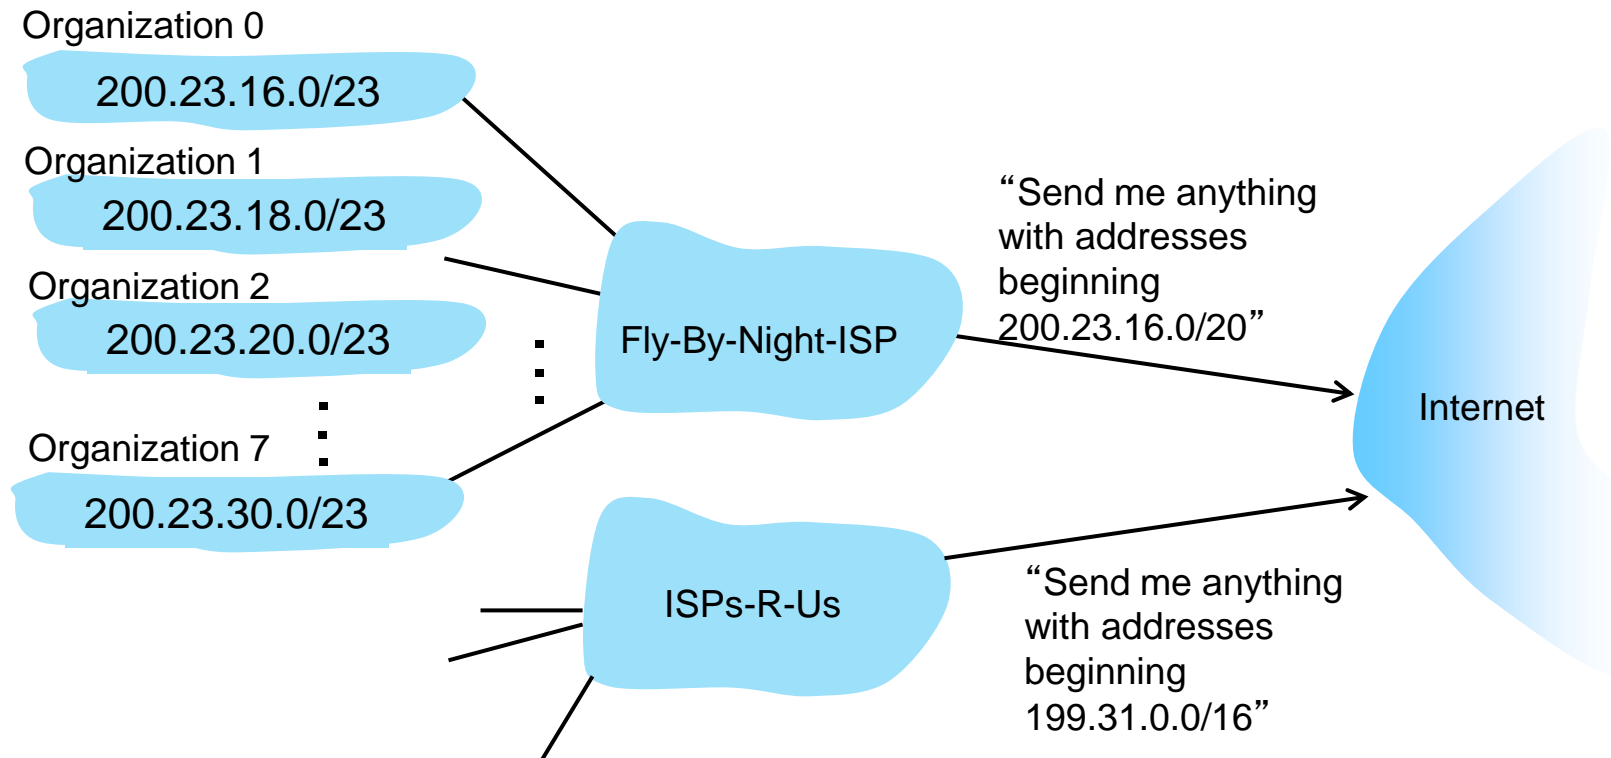 Organization 0
200.23.16.0/23
Organization 1
200.23.18.0/23
Organization 2
200.23.20.0/23
Organization 7
200.23.30.0/23
Fly-By-Night-ISP
“Send me anything
with addresses
beginning
200.23.16.0/20”
Internet
ISPs-R-Us
“Send me anything
with addresses
beginning
199.31.0.0/16”